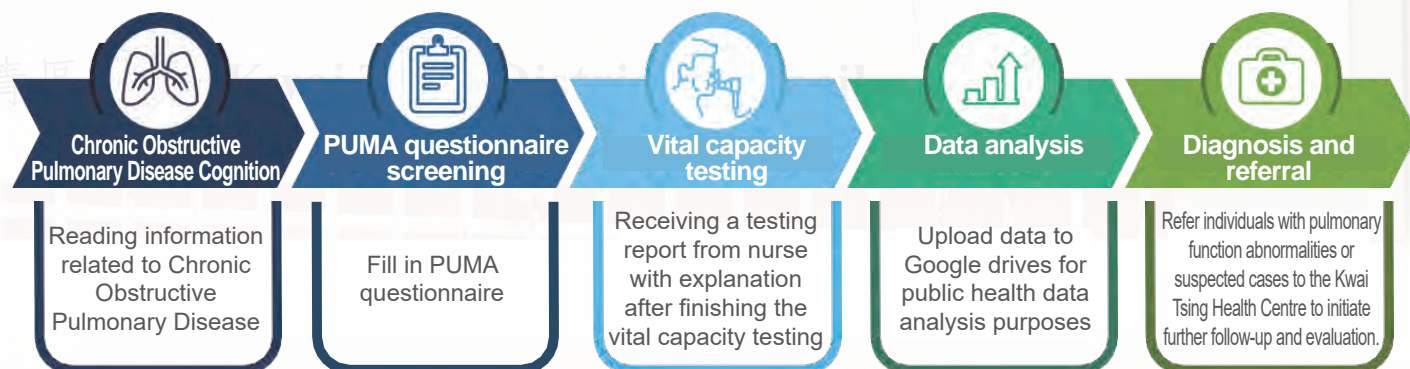 Chronic Obstructive
Pulmonary Disease Cognition
PUMA questionnaire
screening
Vital capacity
testing
Data analysis
Diagnosis and
referral
Reading information
related to Chronic
Obstructive
Pulmonary Disease
Fill in PUMA
questionnaire
Receiving a testing
report from nurse
with explanation
after finishing the
vital capacity testing
Upload data to
Google drives for
public health data
analysis purposes
Refer individuals with pulmonary
function abnormalities or
suspected cases to the Kwai
Tsing Health Centre to initiate
further follow-up and evaluation.